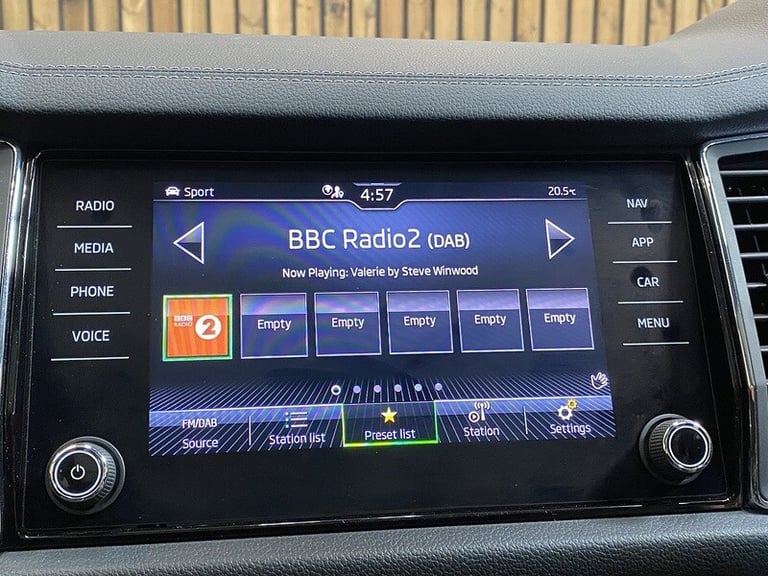 Sport
4:57
20.5°C
RADIO
MEDIA
PHONE
VOICE
NAV
APP
CAR
MENU
BBC Radio2 (DAB)
Now Playing: Valerie by Steve Winwood
BBC
RADIO
2
Empty
Empty
Empty
Empty
Empty
FM/DAB
Source
Station list
Preset list
Station
Settings